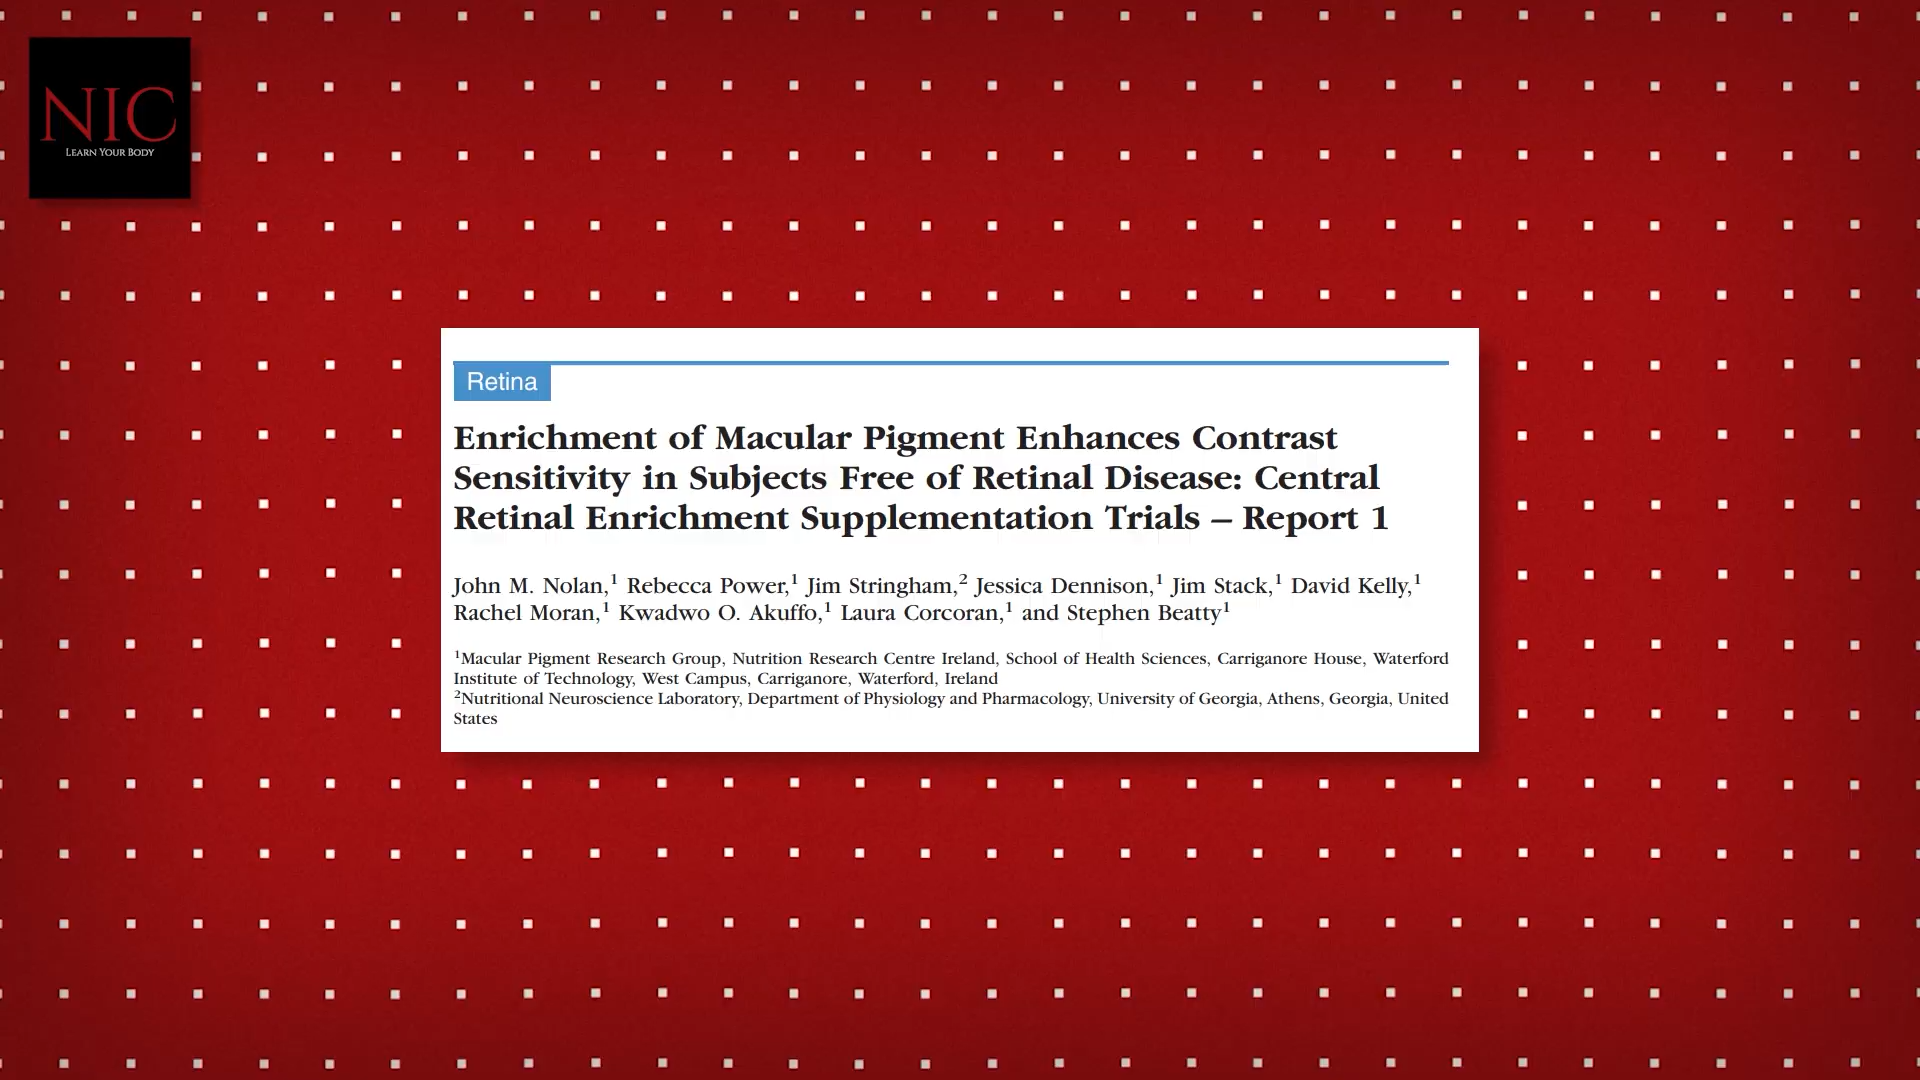 NIC
LEARN YOUR BODY
Retina
Enrichment of Macular Pigment Enhances Contrast
Sensitivity in Subjects Free of Retinal Disease: Central
Retinal Enrichment Supplementation Trials – Report 1
John M. Nolan,¹ Rebecca Power,¹ Jim Stringham,² Jessica Dennison,¹ Jim Stack,¹ David Kelly,¹
Rachel Moran,¹ Kwadwo O. Akuffo,¹ Laura Corcoran,¹ and Stephen Beatty¹
¹Macular Pigment Research Group, Nutrition Research Centre Ireland, School of Health Sciences, Carriganore House, Waterford
Institute of Technology, West Campus, Carriganore, Waterford, Ireland
²Nutritional Neuroscience Laboratory, Department of Physiology and Pharmacology, University of Georgia, Athens, Georgia, United
States